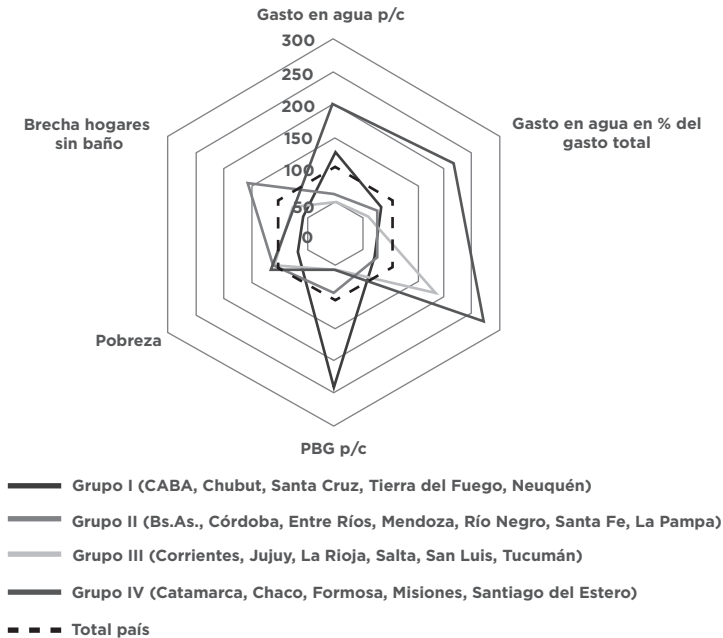 Gasto en agua p/c
300
250
200
150
100
50
0
Gasto en agua en % del
gasto total
Brecha hogares
sin baño
Pobreza
PBG p/c
Grupo I (CABA, Chubut, Santa Cruz, Tierra del Fuego, Neuquén)
Grupo II (Bs.As., Córdoba, Entre Ríos, Mendoza, Río Negro, Santa Fe, La Pampa)
Grupo III (Corrientes, Jujuy, La Rioja, Salta, San Luis, Tucumán)
Grupo IV (Catamarca, Chaco, Formosa, Misiones, Santiago del Estero)
Total país